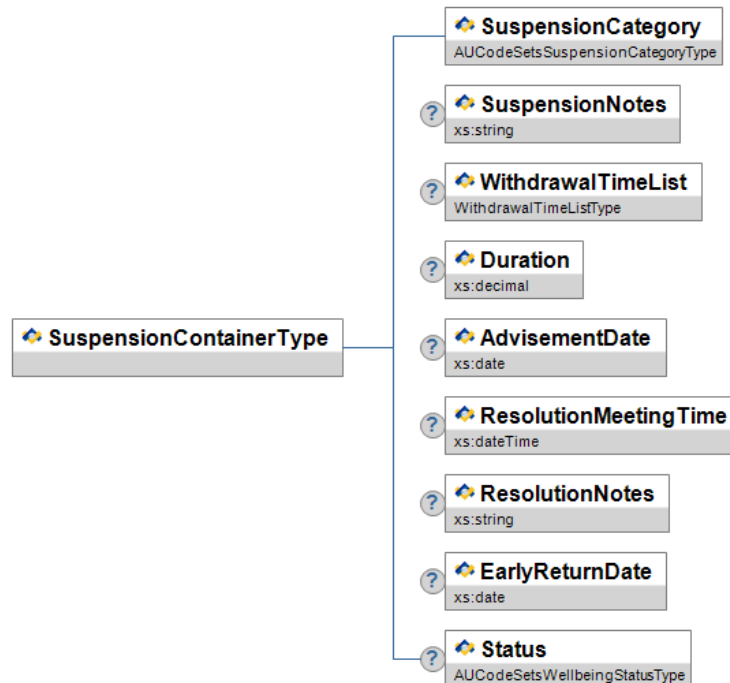 SuspensionCategory
AUCodeSetsSuspensionCategoryType
?
SuspensionNotes
xs:string
?
WithdrawalTimeList
WithdrawalTimeListType
?
Duration
xs:decimal
SuspensionContainerType
?
AdvisementDate
xs:date
?
ResolutionMeetingTime
xs:dateTime
?
ResolutionNotes
xs:string
?
EarlyReturnDate
xs:date
?
Status
AUCodeSetsWellbeingStatusType